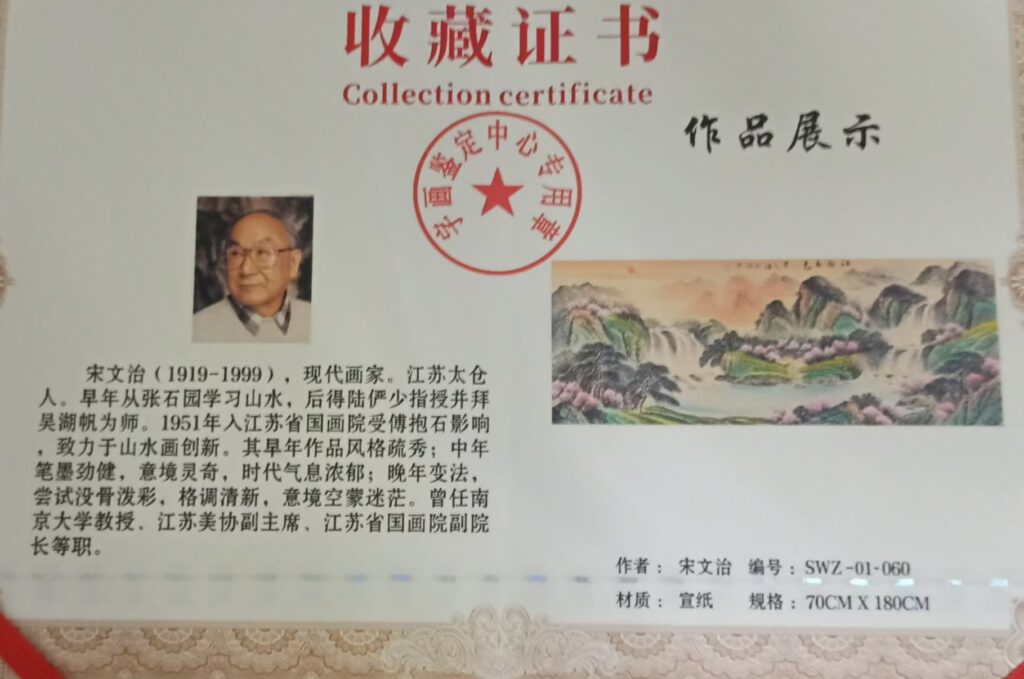 收藏证书
Collection certificate
字画鉴定中心专用章
作品展示
宋文治（1919-1999），现代画家。江苏太仓
人。早年从张石园学习山水，后得陆俨少指授并拜
吴湖帆为师。1951年入江苏省国画院受傅抱石影响
，致力于山水画创新。其早年作品风格疏秀；中年
笔墨劲健，意境灵奇，时代气息浓郁；晚年变法，
尝试没骨泼彩，格调清新，意境空蒙迷茫。曾任南
京大学教授、江苏美协副主席、江苏省国画院副院
长等职。
作者：宋文治 编号：SWZ-01-060
材质：宣纸 规格：70CM X 180CM